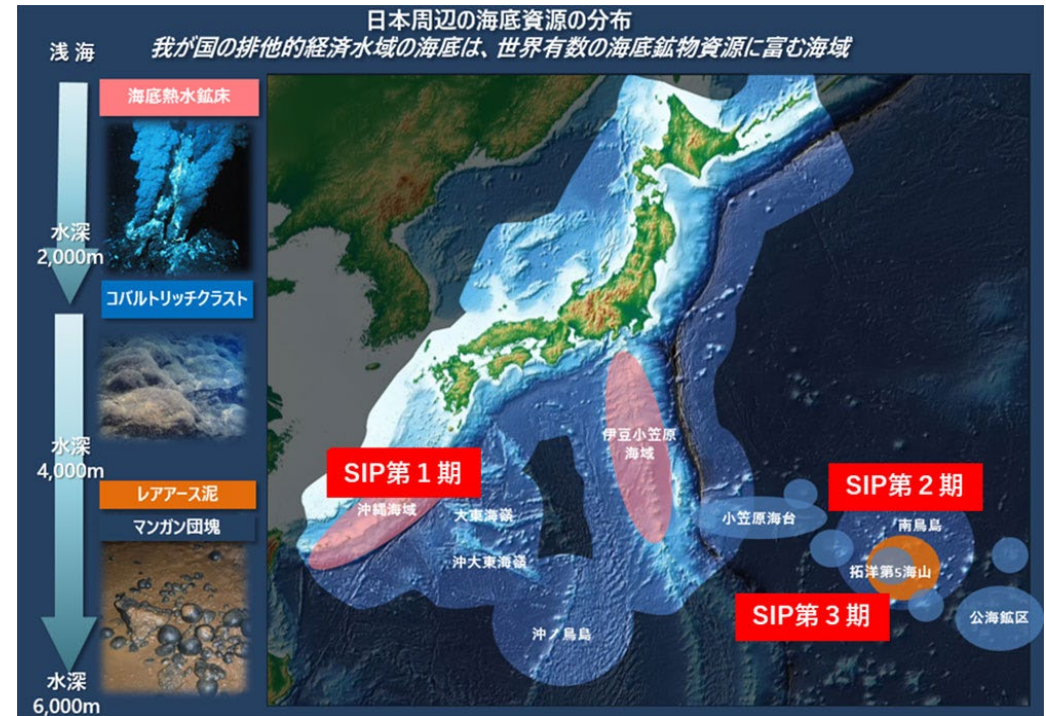 日本周辺の海底資源の分布
我が国の排他的経済水域の海底は、世界有数の海底鉱物資源に富む海域
浅海
海底熱水鉱床
水深
2,000m
コバルトリッチクラスト
水深
4,000m
レアアース泥
マンガン団塊
水深
6,000m
伊豆小笠原
海域
SIP第1期
沖縄海域
大東海嶺
沖大東海嶺
沖ノ鳥島
小笠原海台
SIP第2期
南鳥島
拓洋第5海山
SIP第3期
公海鉱区